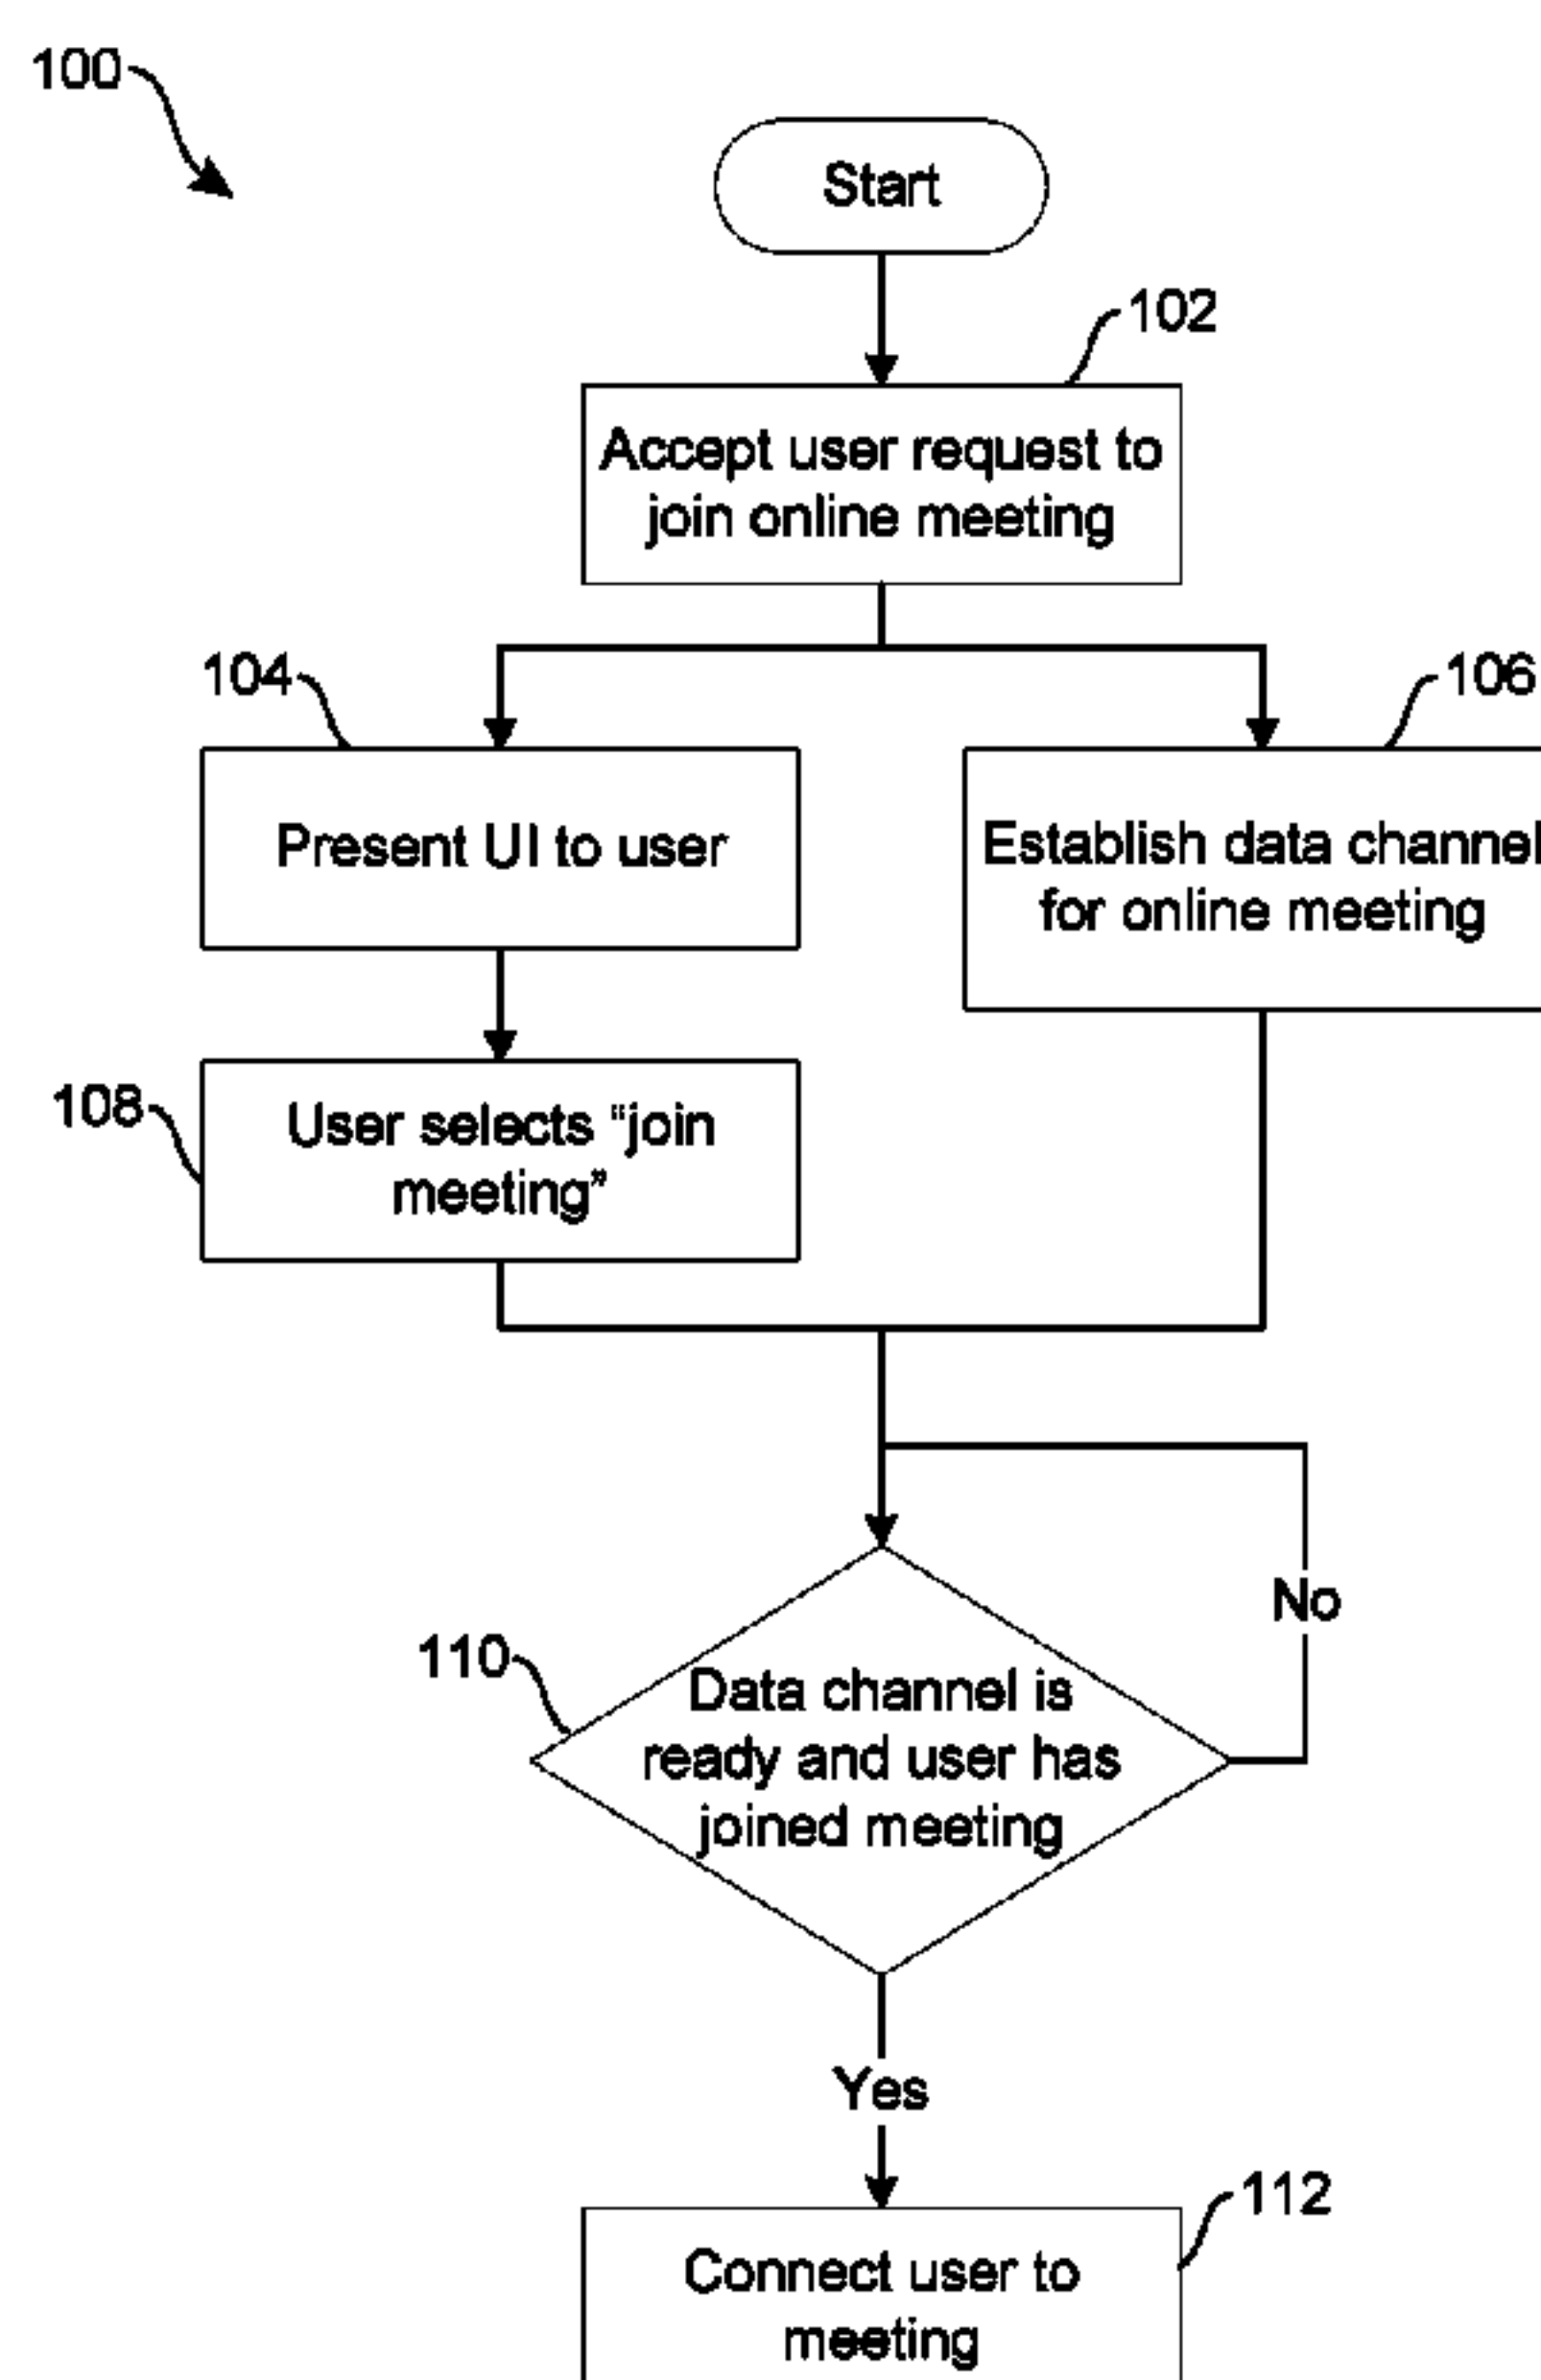 100
Start
102
Accept user request to
join online meeting
104
106
Present UI to user
Establish data channel
for online meeting
108
User selects “join
meeting”
No
110
Data channel is
ready and user has
joined meeting
Yes
112
Connect user to
meeting